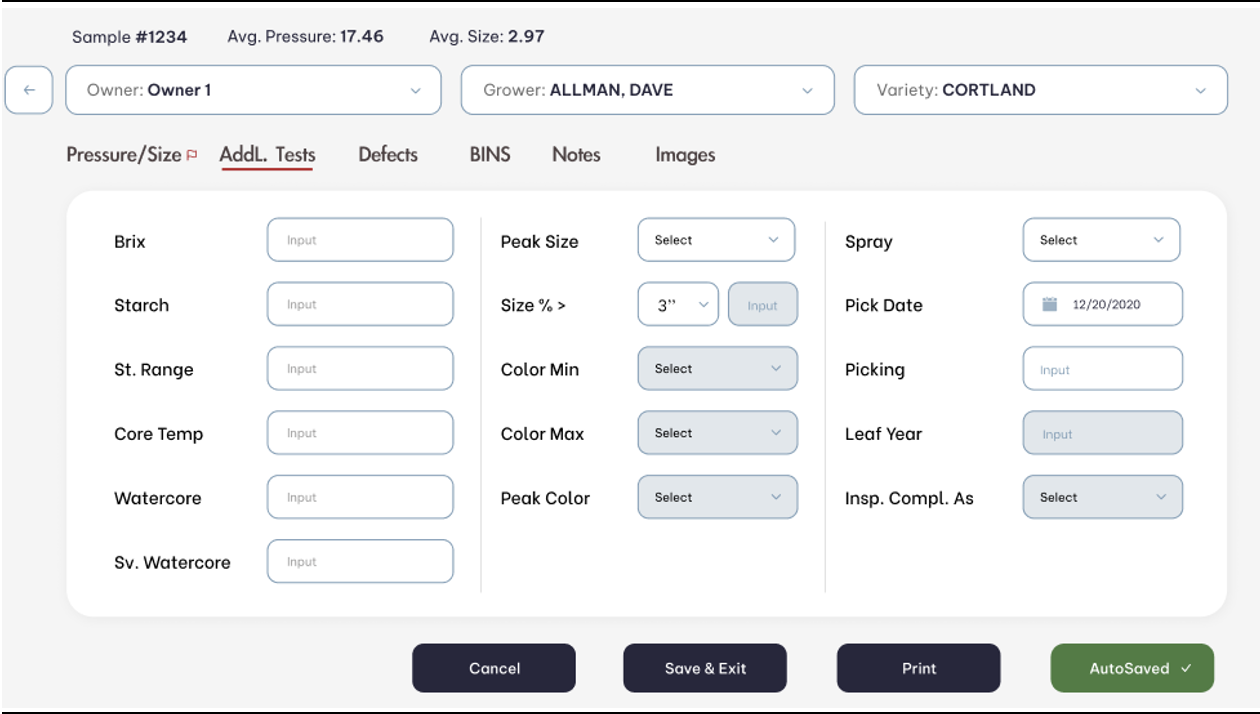 Sample #1234 Avg. Pressure: 17.46 Avg. Size: 2.97
Owner: Owner 1 Grower: ALLMAN, DAVE Variety: CORTLAND
Pressure/Size AddL. Tests Defects BINS Notes Images
Brix Input Peak Size Select Spray Select
Starch Input Size % > 3’’ Input Pick Date 12/20/2020
St. Range Input Color Min Select Picking Input
Core Temp Input Color Max Select Leaf Year Input
Watercore Input Peak Color Select Insp. Compl. As Select
Sv. Watercore Input
Cancel Save & Exit Print AutoSaved